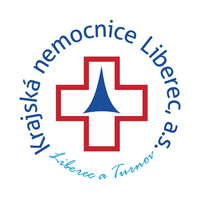 Krajská nemocnice Liberec, a.s.
Liberec a Turnov